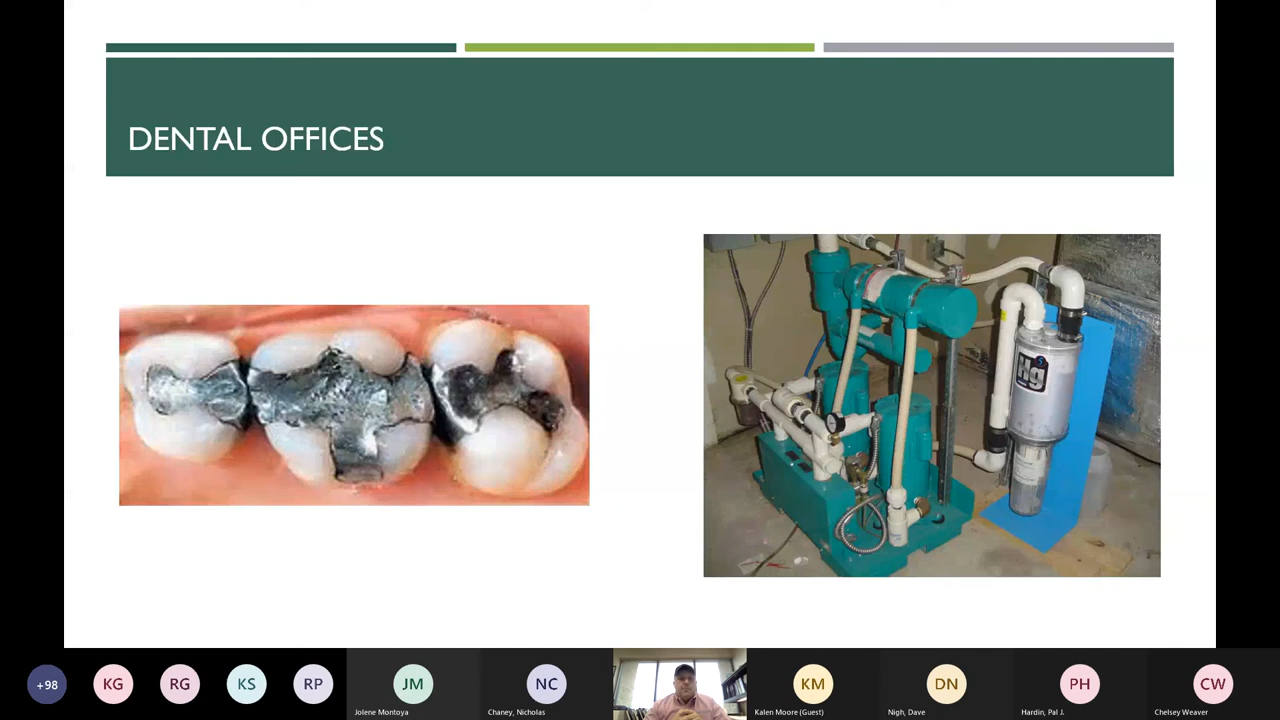 DENTAL OFFICES
Hg
+98
KG
RG
KS
RP
JM
NC
KM
DN
PH
CW
Jolene Montoya
Chaney, Nicholas
Kalen Moore (Guest)
Nigh, Dave
Hardin, Pal J.
Chelsey Weaver